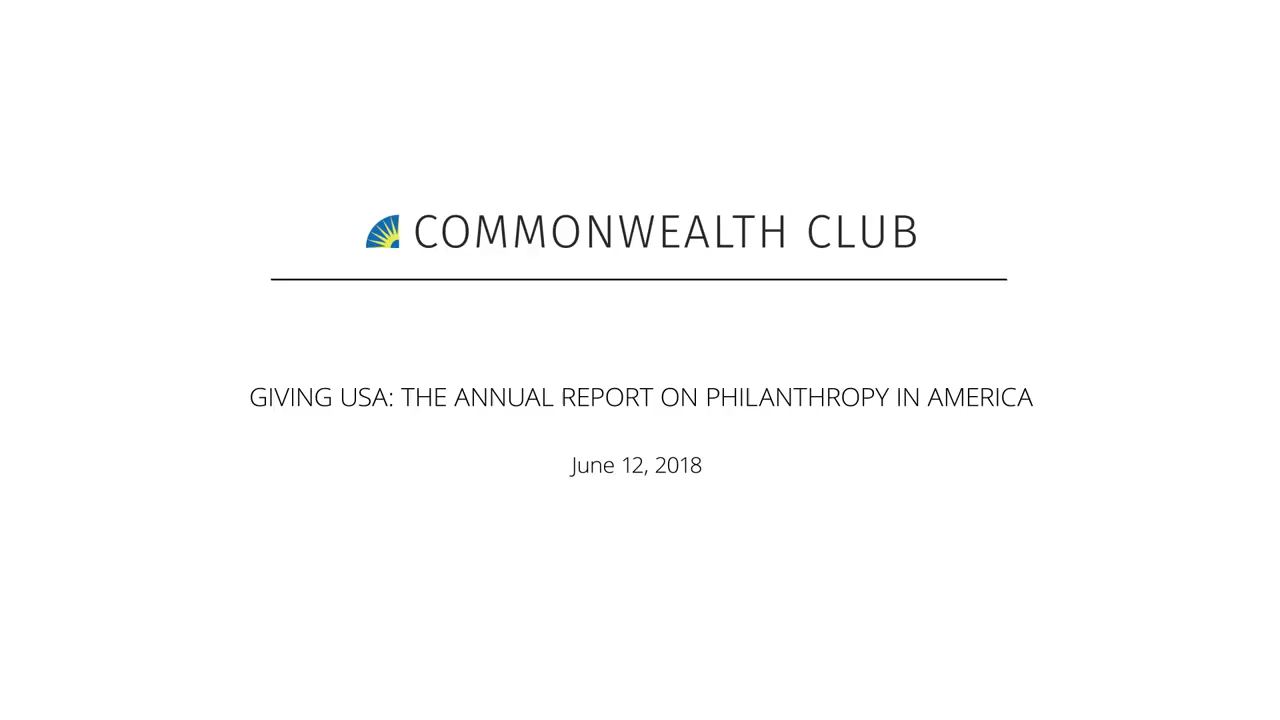 COMMONWEALTH CLUB
GIVING USA: THE ANNUAL REPORT ON PHILANTHROPY IN AMERICA
June 12, 2018